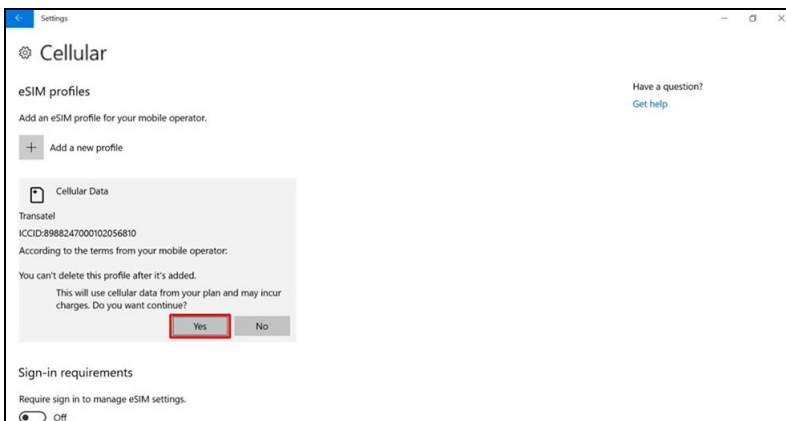 Settings
Cellular
eSIM profiles
Add an eSIM profile for your mobile operator.
Add a new profile
Cellular Data
Transatel
ICCID:8988247000102056810
According to the terms from your mobile operator:
You can't delete this profile after it's added.
This will use cellular data from your plan and may incur
charges. Do you want continue?
Yes No
Sign-in requirements
Require sign in to manage eSIM settings.
Off
Have a question?
Get help